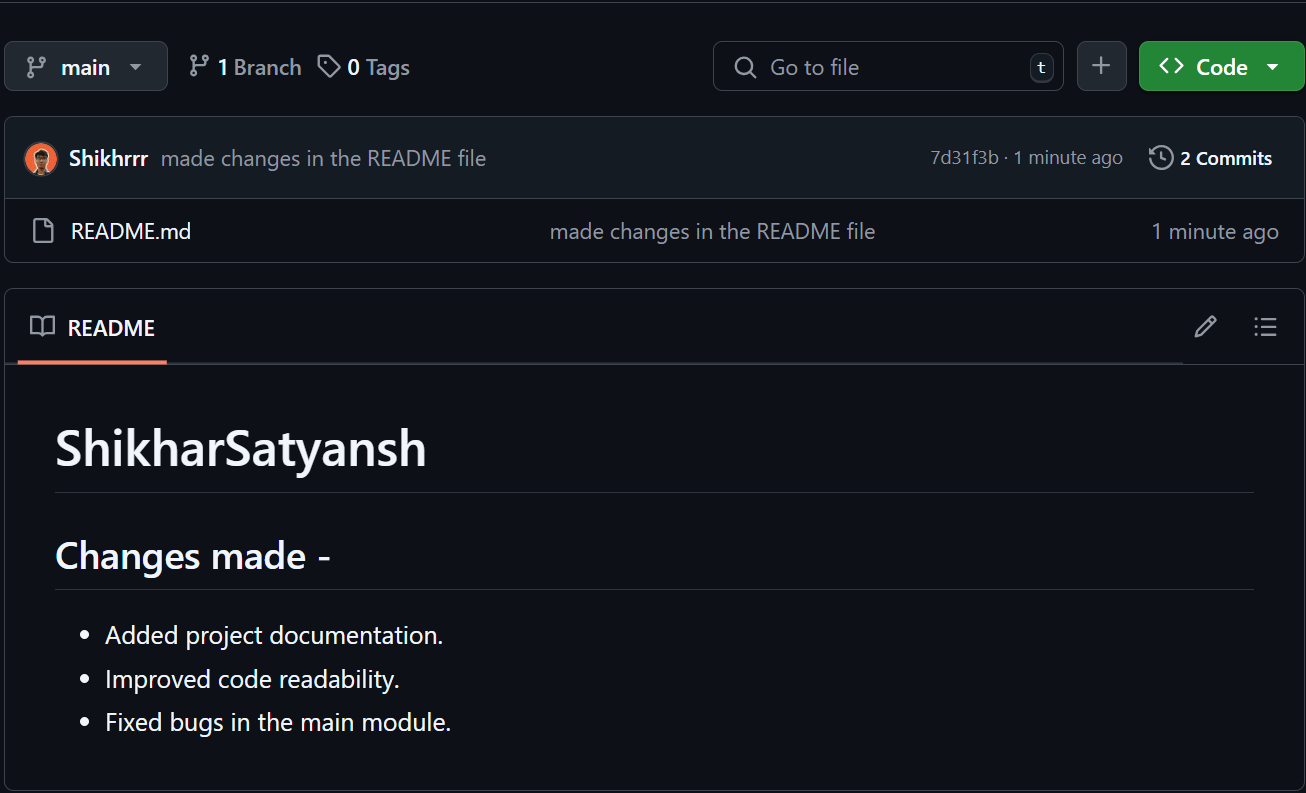 main 1 Branch 0 Tags Go to file t + Code
Shikhrrr made changes in the README file 7d31f3b · 1 minute ago 2 Commits
README.md made changes in the README file 1 minute ago
README
ShikharSatyansh
Changes made -
• Added project documentation.
• Improved code readability.
• Fixed bugs in the main module.